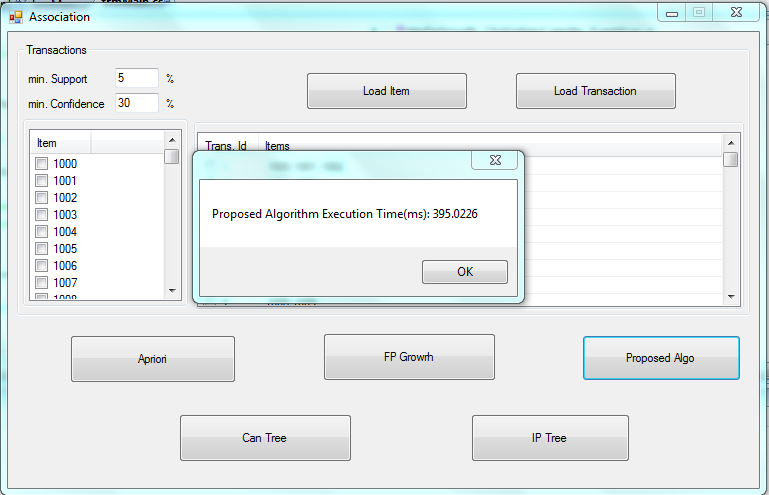 Association
Transactions
min. Support 5 %
min. Confidence 30 %
Load Item Load Transaction
Item
1000
1001
1002
1003
1004
1005
1006
1007
1008
Trans. Id Items
Proposed Algorithm Execution Time(ms): 395.0226
OK
Apriori FP Growrh Proposed Algo
Can Tree IP Tree